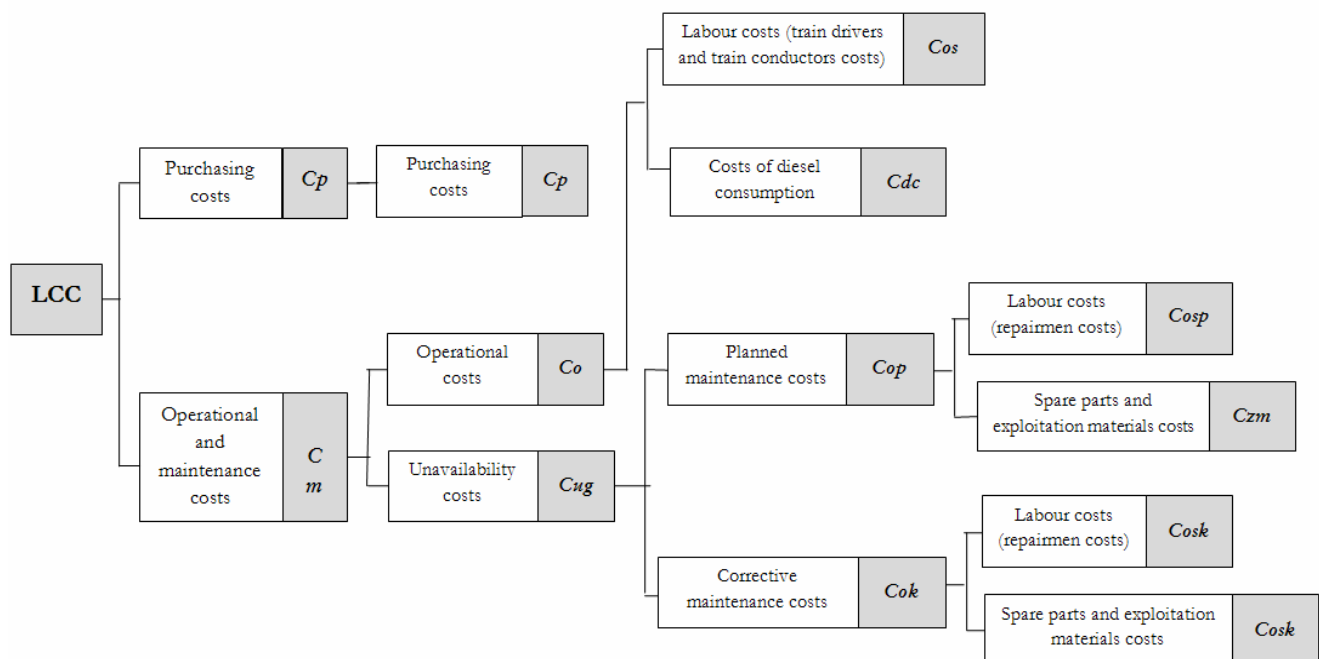 LCC
Purchasing
costs
Cp
Purchasing
costs
Cp
Operational
and
maintenance
costs
C
m
Operational
costs
Co
Labour costs (train drivers
and train conductors costs)
Cos
Costs of diesel
consumption
Cdc
Unavailability
costs
Cug
Planned
maintenance costs
Cop
Labour costs
(repairmen costs)
Cosp
Spare parts and
exploitation materials costs
Czm
Corrective
maintenance costs
Cok
Labour costs
(repairmen costs)
Cosk
Spare parts and exploitation
materials costs
Cosk